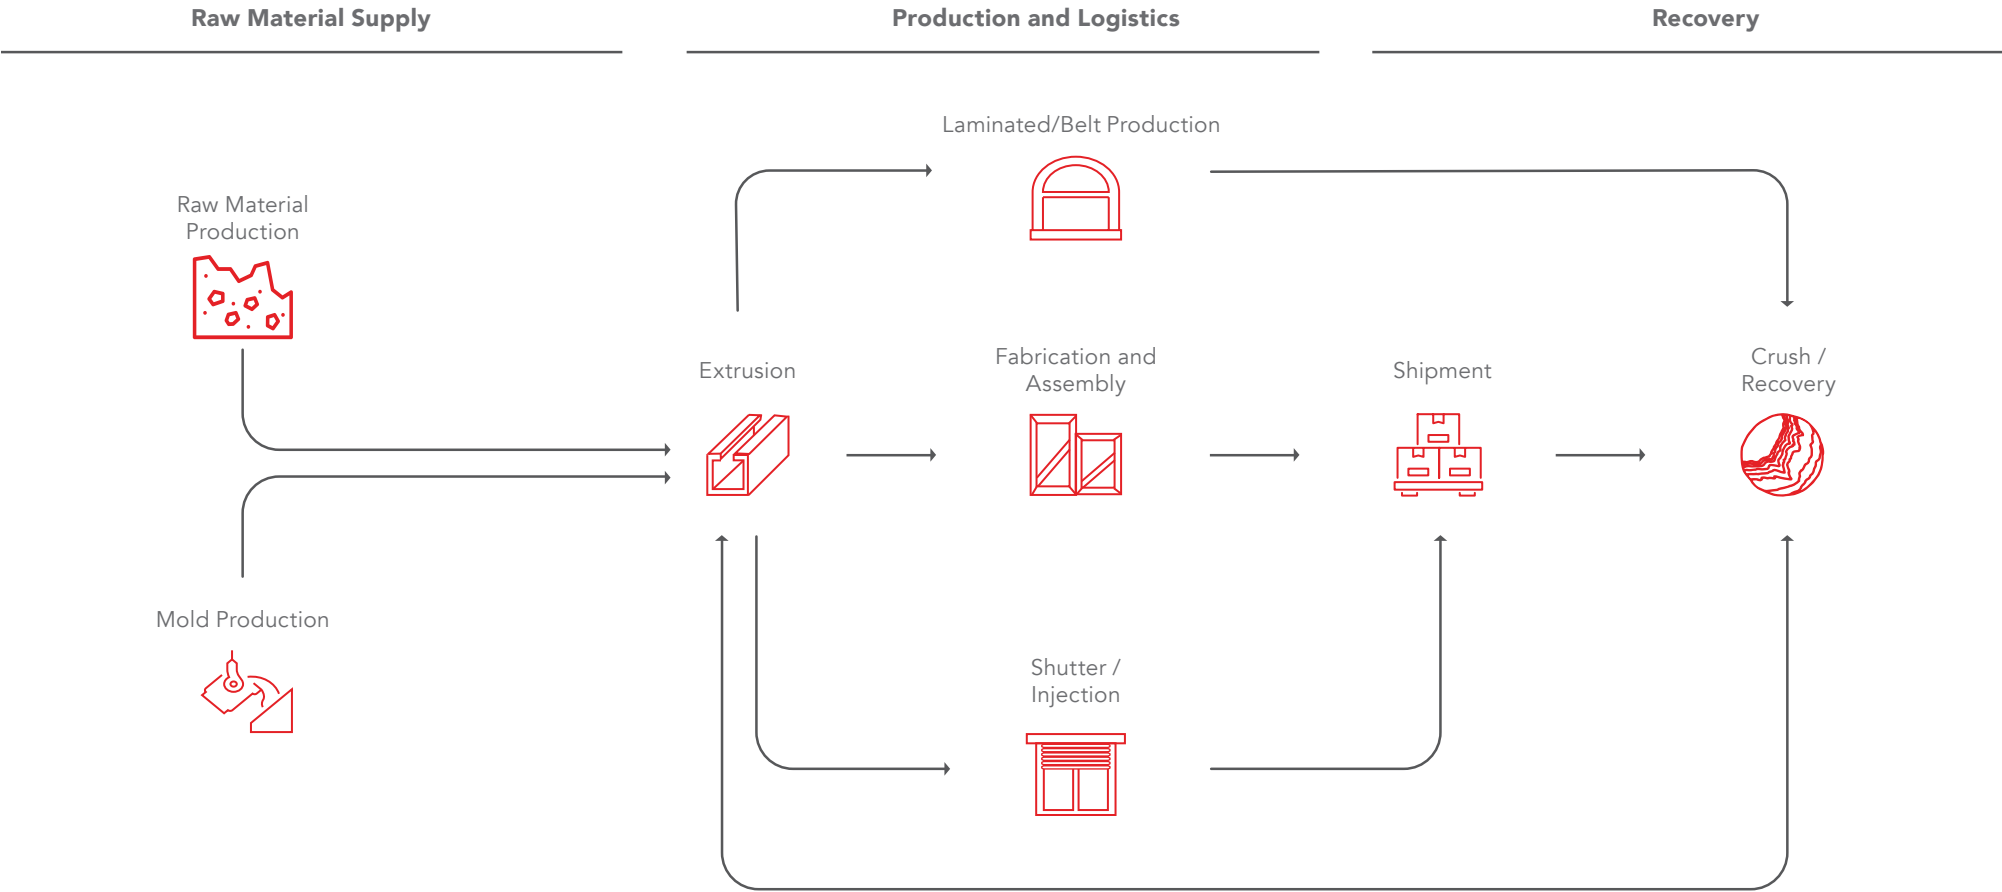 Raw Material Supply
Production and Logistics
Recovery
Laminated/Belt Production
Raw Material
Production
Extrusion
Fabrication and
Assembly
Shipment
Crush /
Recovery
Mold Production
Shutter /
Injection